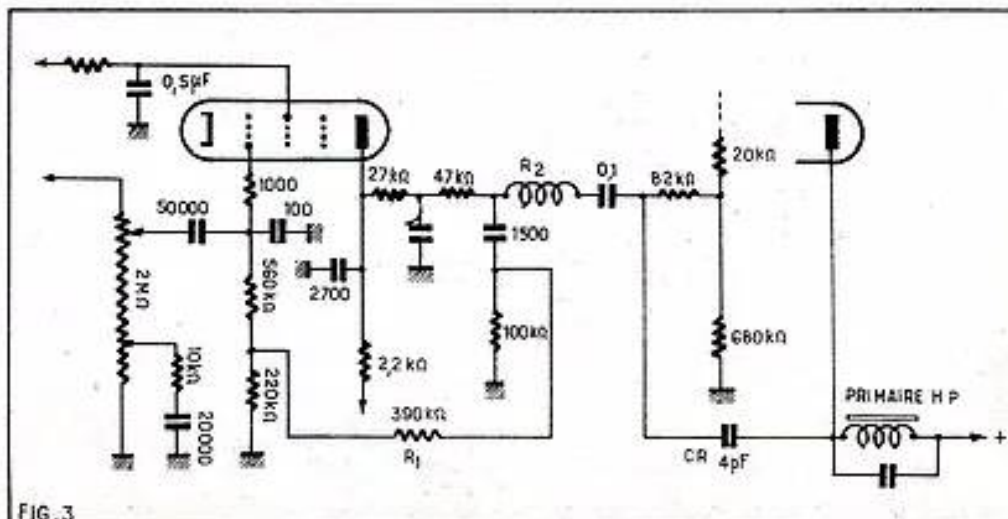 0,5µF
1000
27kΩ
47kΩ
R2
0,1
82kΩ
20kΩ
50000
100
1500
2MΩ
560kΩ
2700
10kΩ
20000
220kΩ
2,2kΩ
100kΩ
680kΩ
390kΩ
R1
CR
4pF
PRIMAIRE HP
+
FIG.3